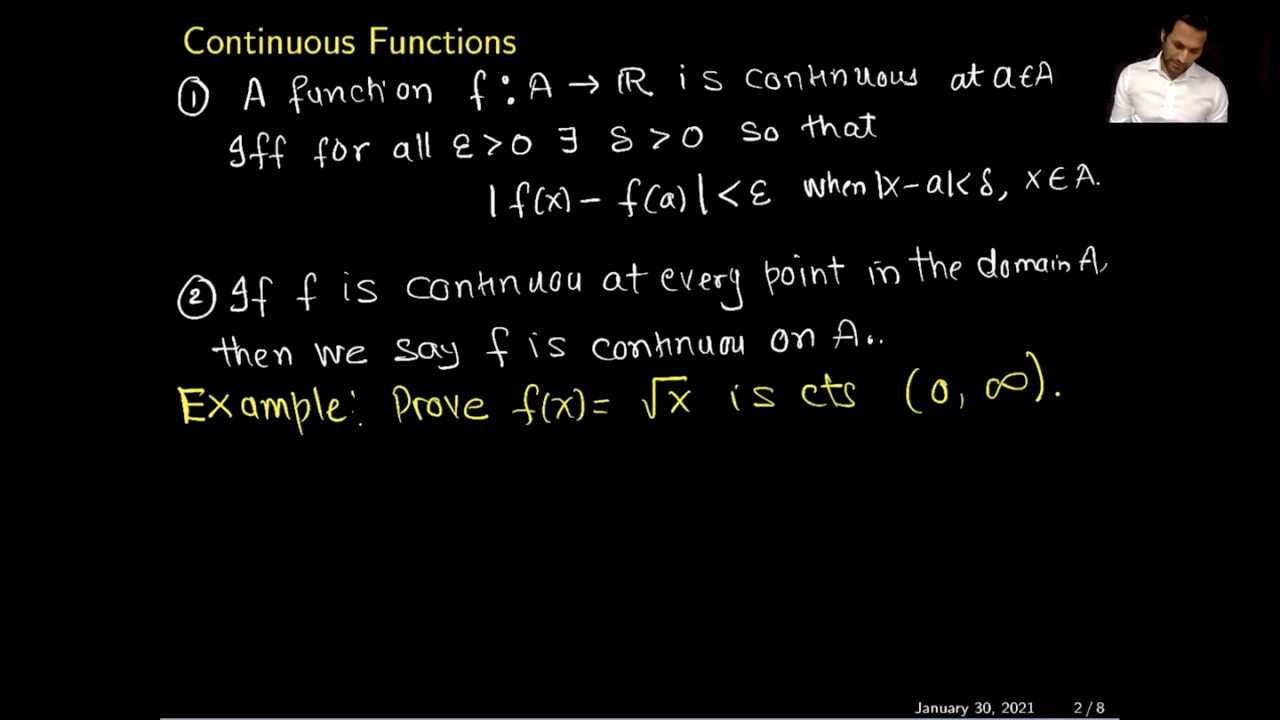 Continuous Functions
① A function f : A → ℝ is continuous at a ∈ A
Iff for all ε > 0 ∃ δ > 0 so that
| f(x) - f(a) | < ε when |x - a| < δ, x ∈ A.
② If f is continuou at every point in the domain A,
then we say f is continuou on A..
Example: Prove f(x) = √x is cts (0, ∞).
January 30, 2021 2 / 8